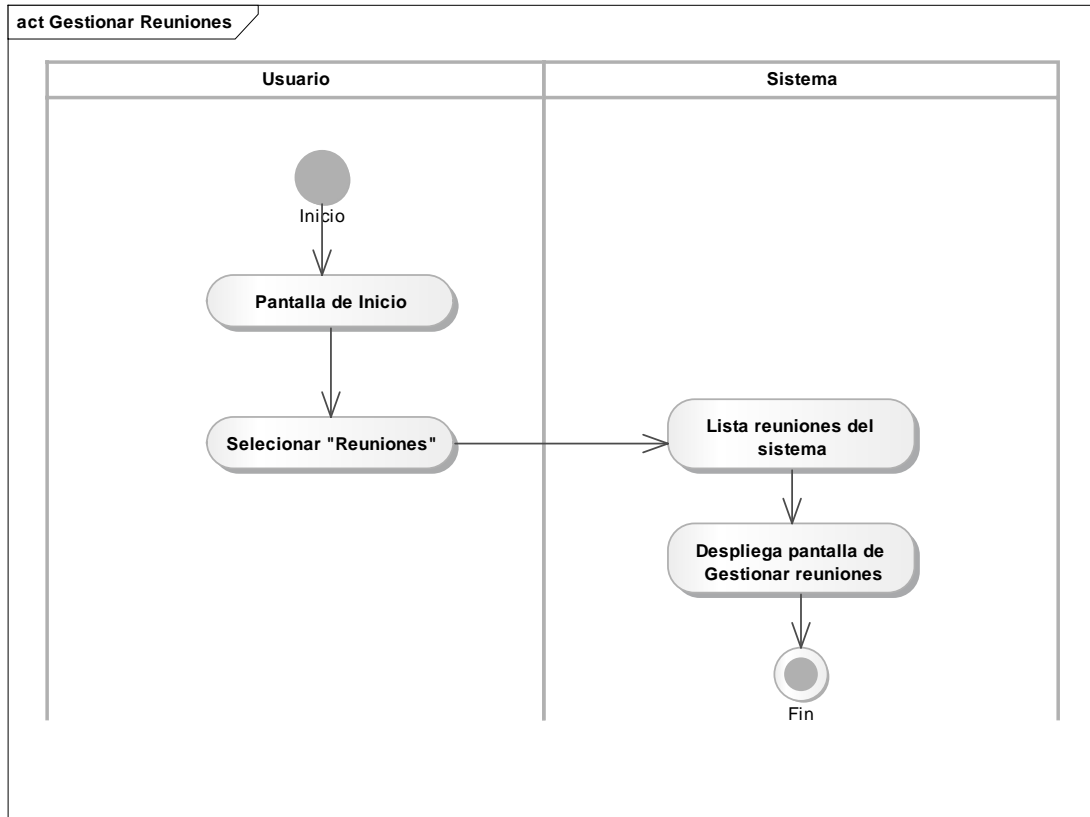 act Gestionar Reuniones
Usuario
Sistema
Inicio
Pantalla de Inicio
Selecionar "Reuniones"
Lista reuniones del
sistema
Despliega pantalla de
Gestionar reuniones
Fin